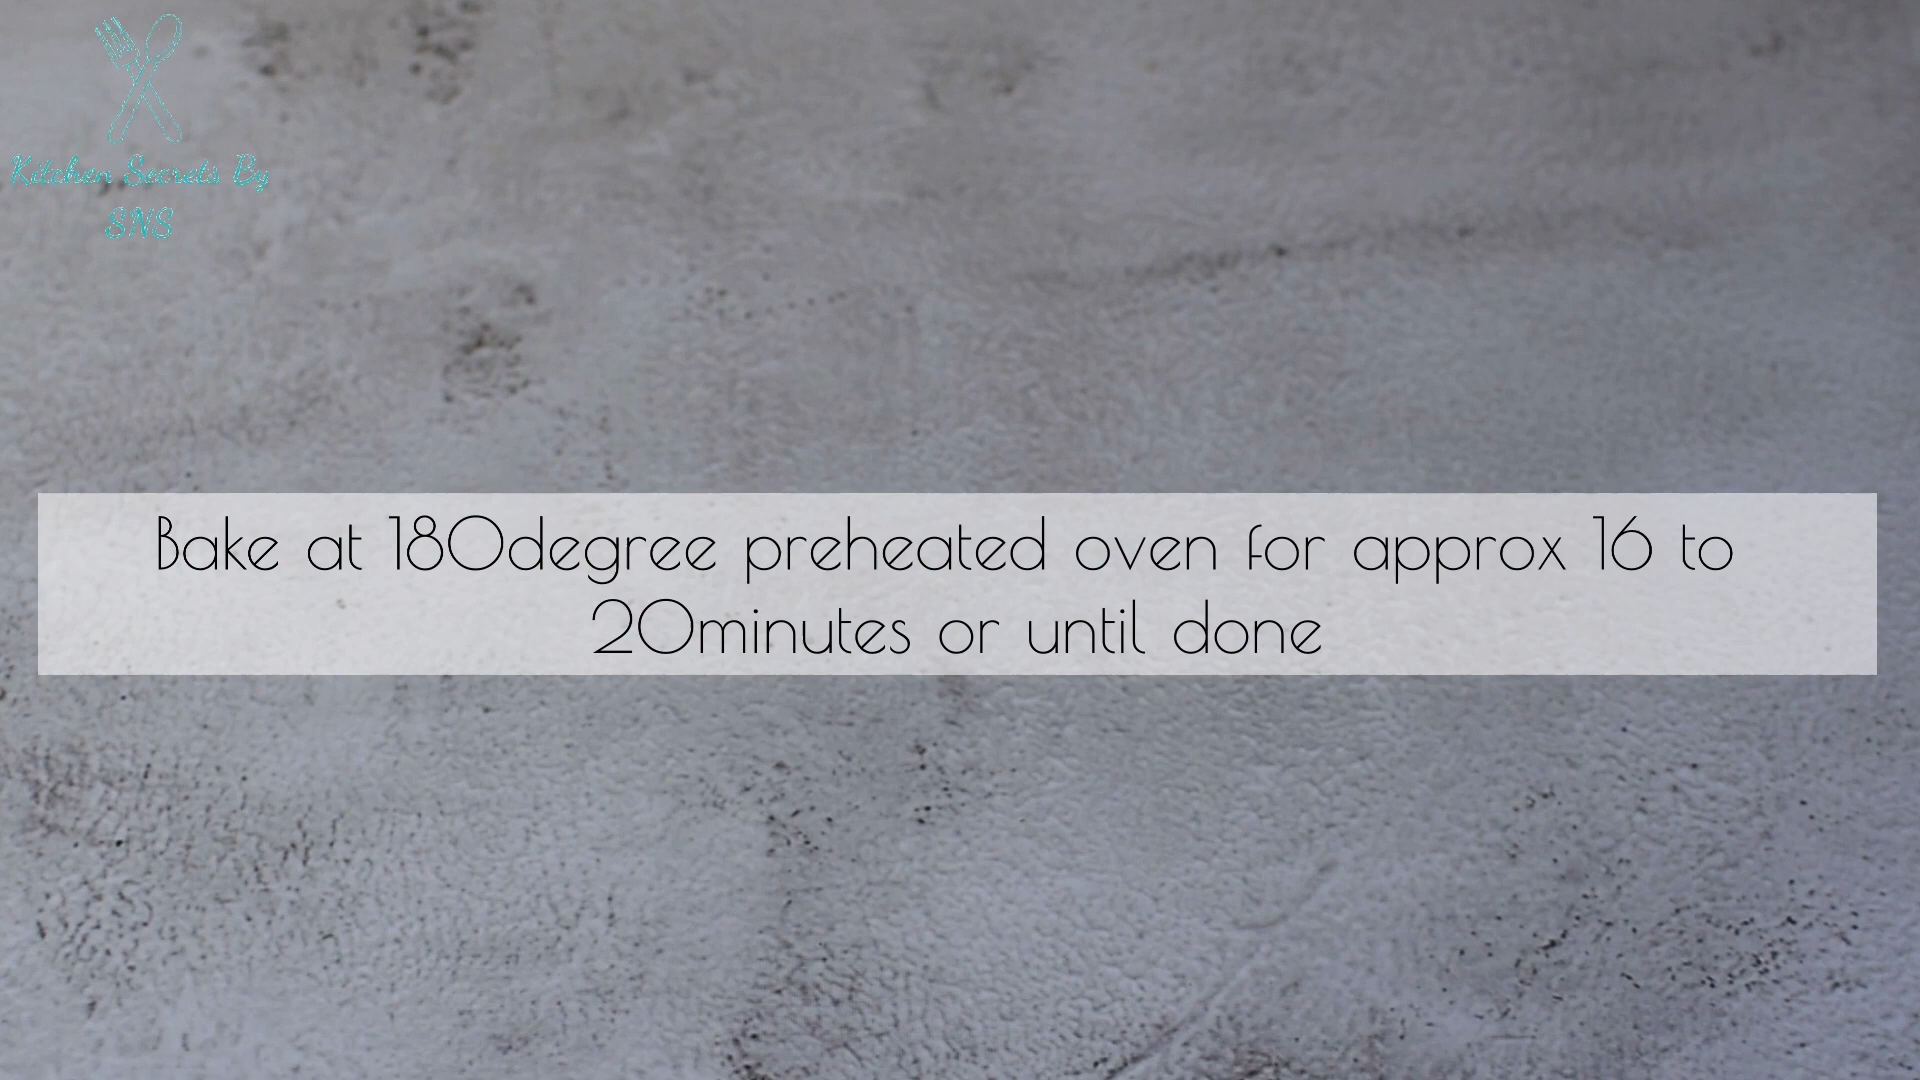 Kitchen Secrets By
SNS
Bake at 180degree preheated oven for approx 16 to
20minutes or until done